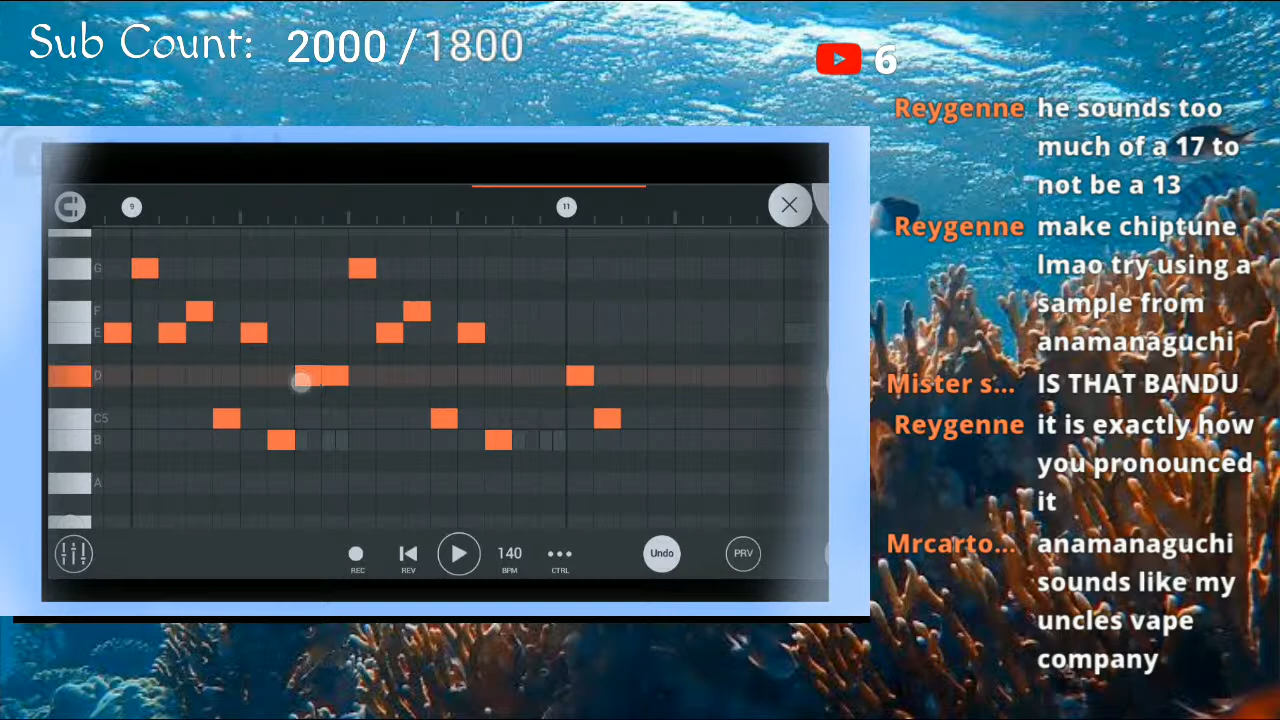 Sub Count: 2000 / 1800
6
Reygenne he sounds too
much of a 17 to
not be a 13
Reygenne make chiptune
lmao try using a
sample from
anamanaguchi
Mister s... IS THAT BANDU
Reygenne it is exactly how
you pronounced
it
Mrcarto... anamanaguchi
sounds like my
uncles vape
company
9 11
G
F
E
D
C5
B
A
140 Undo PRV
REC REV BPM CTRL